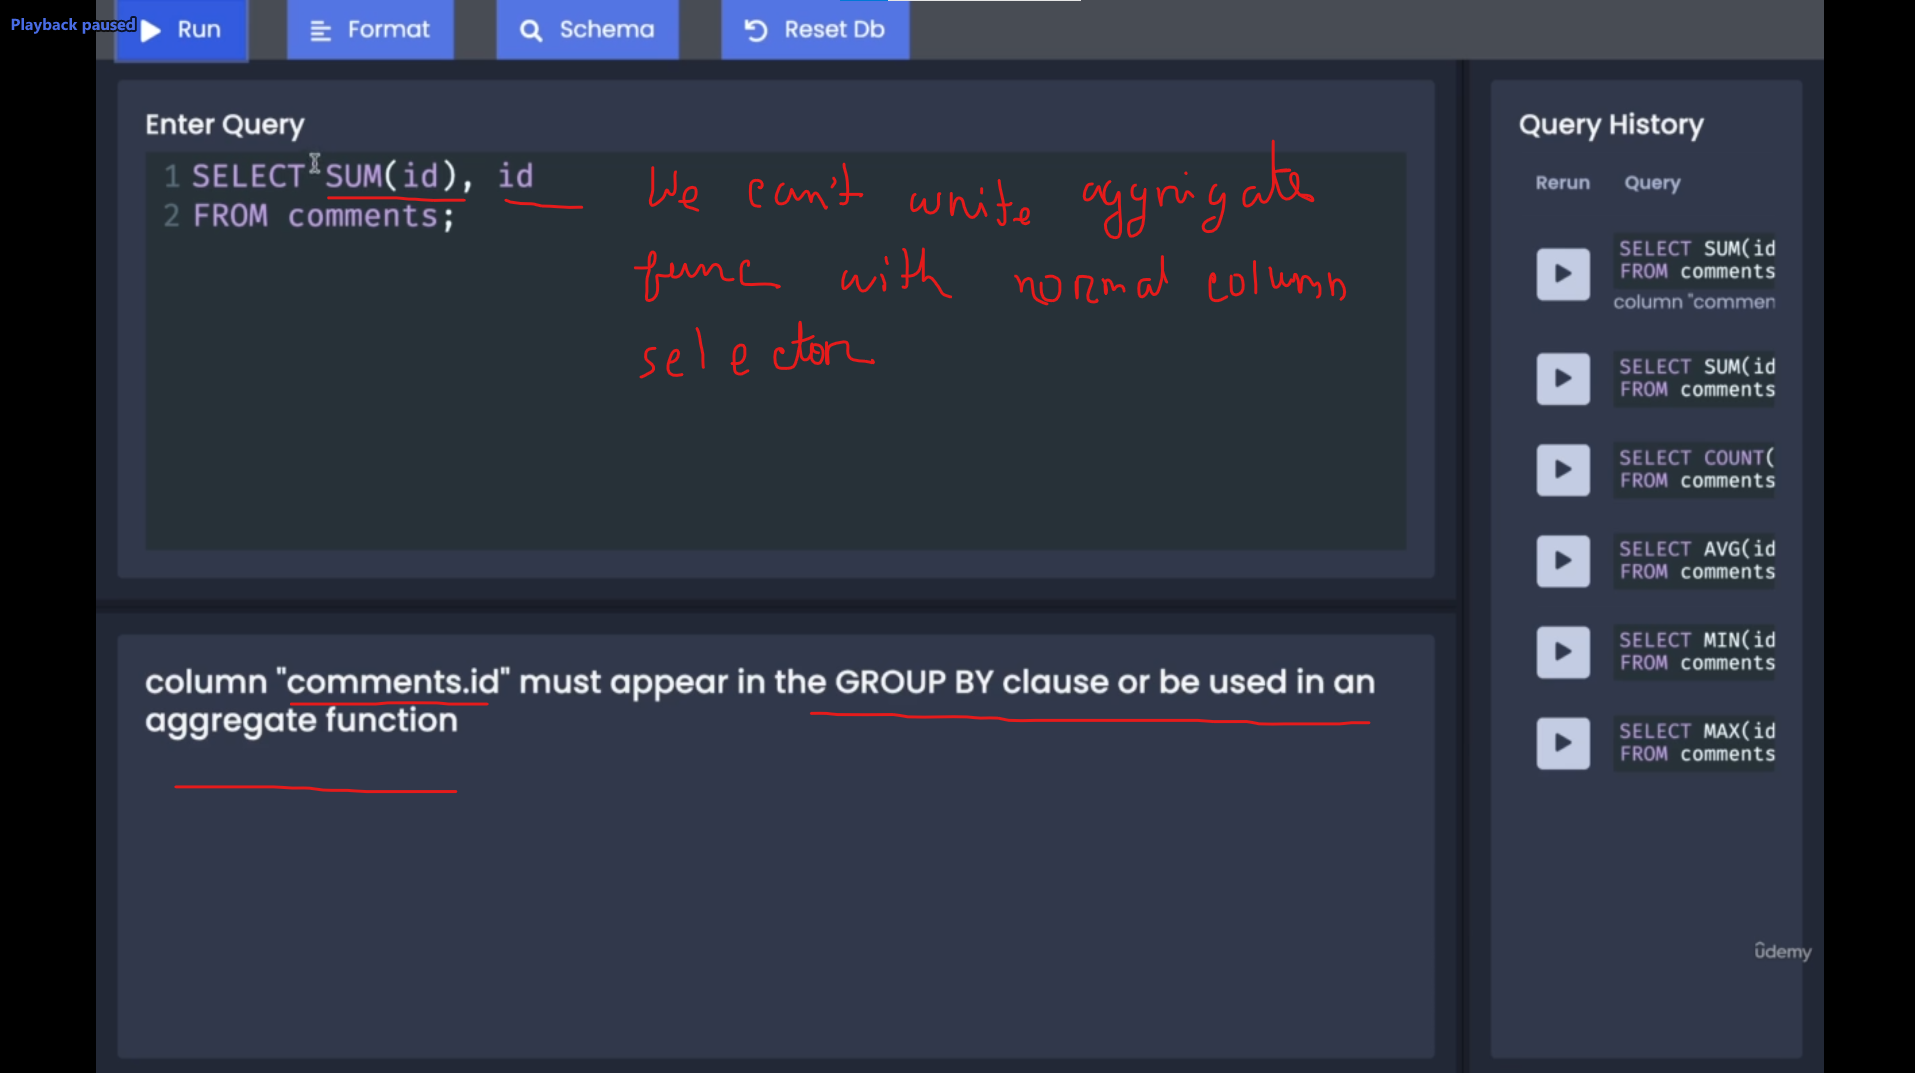 Playback paused
Run
Format
Schema
Reset Db
Enter Query
1 SELECT SUM(id), id
2 FROM comments;
We can't write aggrigate
func with normal column
selector
column "comments.id" must appear in the GROUP BY clause or be used in an
aggregate function
Query History
Rerun Query
SELECT SUM(id
FROM comments
column "commen
SELECT SUM(id
FROM comments
SELECT COUNT(
FROM comments
SELECT AVG(id
FROM comments
SELECT MIN(id
FROM comments
SELECT MAX(id
FROM comments
ûdemy